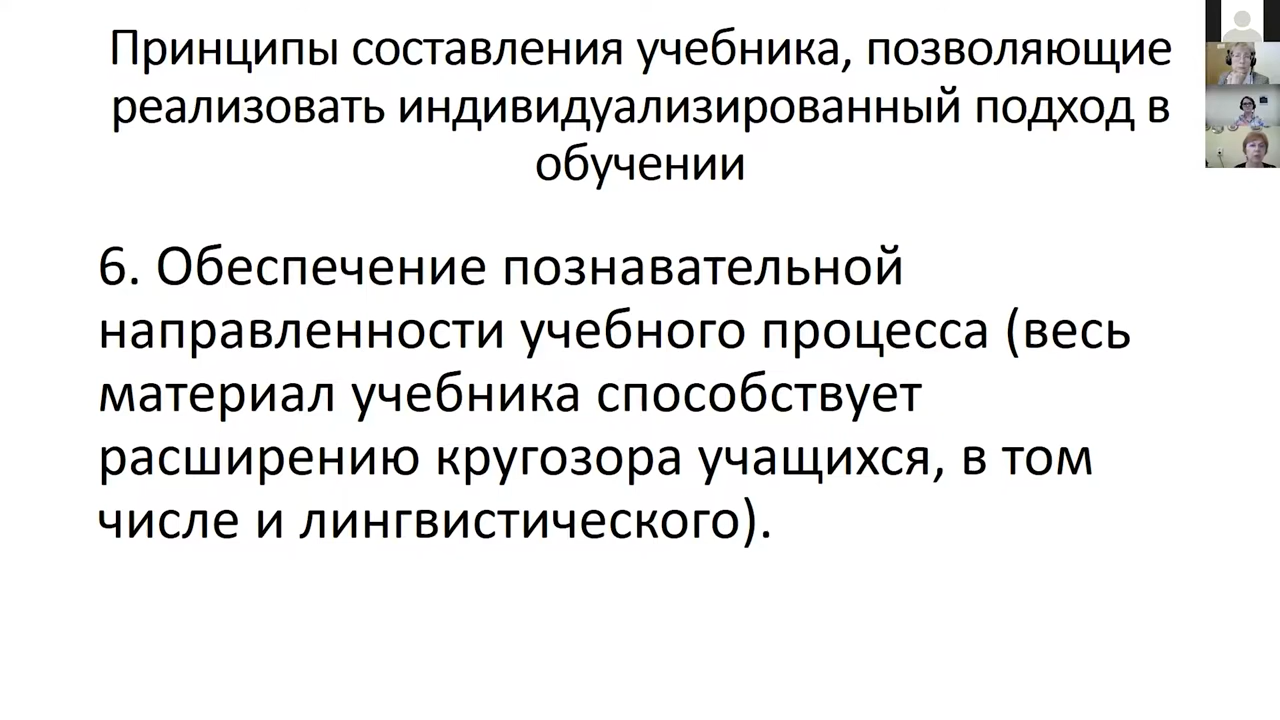 Принципы составления учебника, позволяющие
реализовать индивидуализированный подход в
обучении
6. Обеспечение познавательной
направленности учебного процесса (весь
материал учебника способствует
расширению кругозора учащихся, в том
числе и лингвистического).